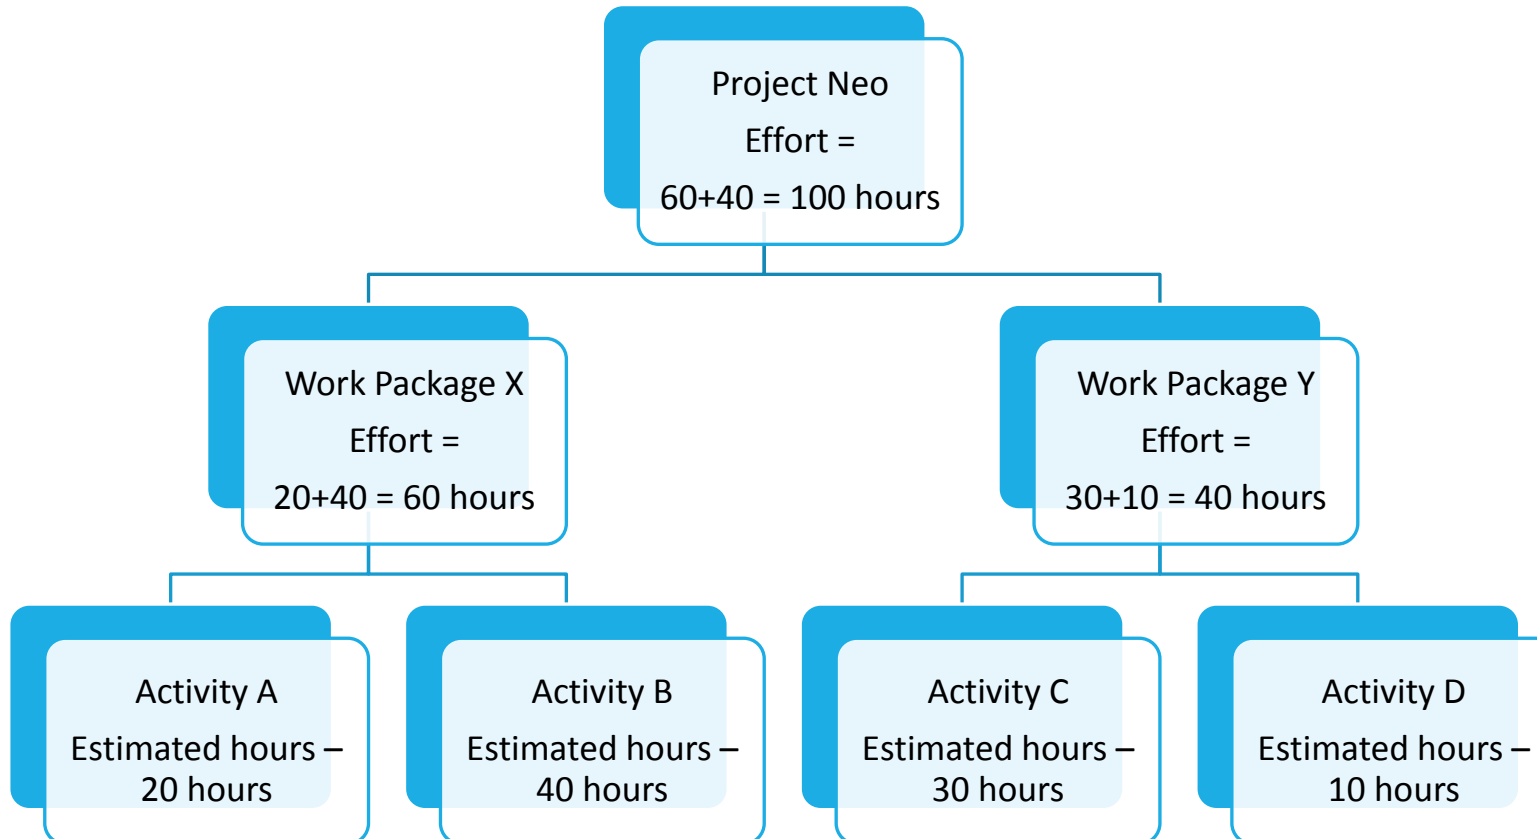 Project Neo
Effort =
60+40 = 100 hours
Work Package X
Effort =
20+40 = 60 hours
Work Package Y
Effort =
30+10 = 40 hours
Activity A
Estimated hours –
20 hours
Activity B
Estimated hours –
40 hours
Activity C
Estimated hours –
30 hours
Activity D
Estimated hours –
10 hours